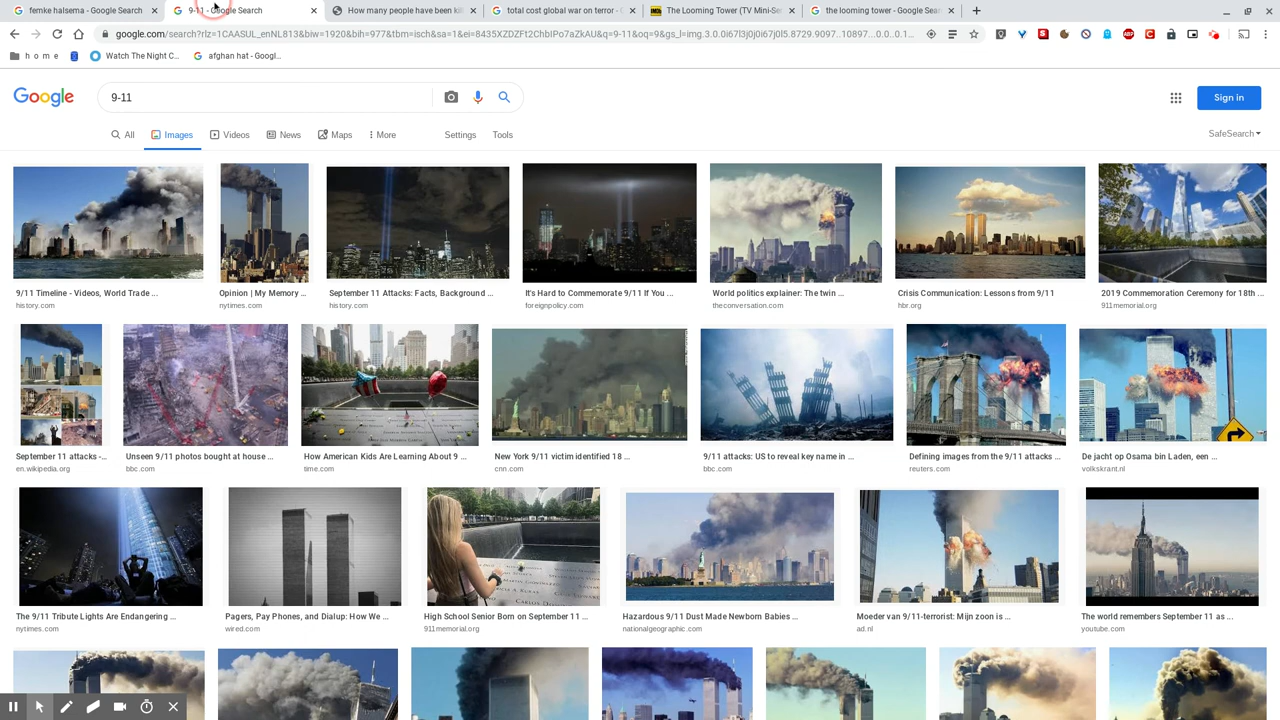 femke halsema - Google Search
9-11 - Google Search
How many people have been kil
total cost global war on terror - G
The Looming Tower (TV Mini-Se
the looming tower - Google Sear
google.com/search?rlz=1CAASUL_enNL813&biw=1920&bih=977&tbm=isch&sa=1&ei=8435XZDZFt2ChbIPo7aZkAU&q=9-11&oq=9&gs_l=img.3.0.0i67l3j0j0i67j0l5.8729.9097..10897...0.0..0.1...
h o m e
Watch The Night C...
afghan hat - Googl...
Google
9-11
Sign in
All
Images
Videos
News
Maps
More
Settings
Tools
SafeSearch
9/11 Timeline - Videos, World Trade ...
history.com
Opinion | My Memory ...
nytimes.com
September 11 Attacks: Facts, Background ...
history.com
It's Hard to Commemorate 9/11 If You ...
foreignpolicy.com
World politics explainer: The twin ...
theconversation.com
Crisis Communication: Lessons from 9/11
hbr.org
2019 Commemoration Ceremony for 18th ...
911memorial.org
September 11 attacks -...
en.wikipedia.org
Unseen 9/11 photos bought at house ...
bbc.com
How American Kids Are Learning About 9 ...
time.com
New York 9/11 victim identified 18 ...
cnn.com
9/11 attacks: US to reveal key name in ...
bbc.com
Defining images from the 9/11 attacks ...
reuters.com
De jacht op Osama bin Laden, een ...
volkskrant.nl
The 9/11 Tribute Lights Are Endangering ...
nytimes.com
Pagers, Pay Phones, and Dialup: How We ...
wired.com
High School Senior Born on September 11 ...
911memorial.org
Hazardous 9/11 Dust Made Newborn Babies ...
nationalgeographic.com
Moeder van 9/11-terrorist: Mijn zoon is ...
ad.nl
The world remembers September 11 as ...
youtube.com